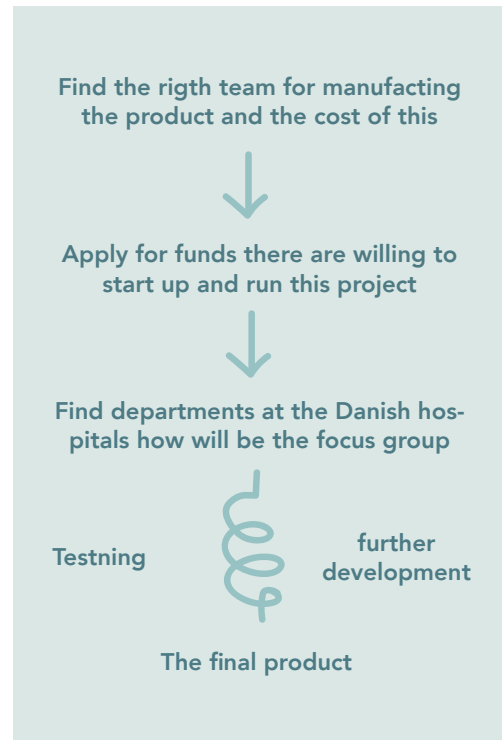 Find the rigth team for manufacting
the product and the cost of this
Apply for funds there are willing to
start up and run this project
Find departments at the Danish hos-
pitals how will be the focus group
Testning
further
development
The final product